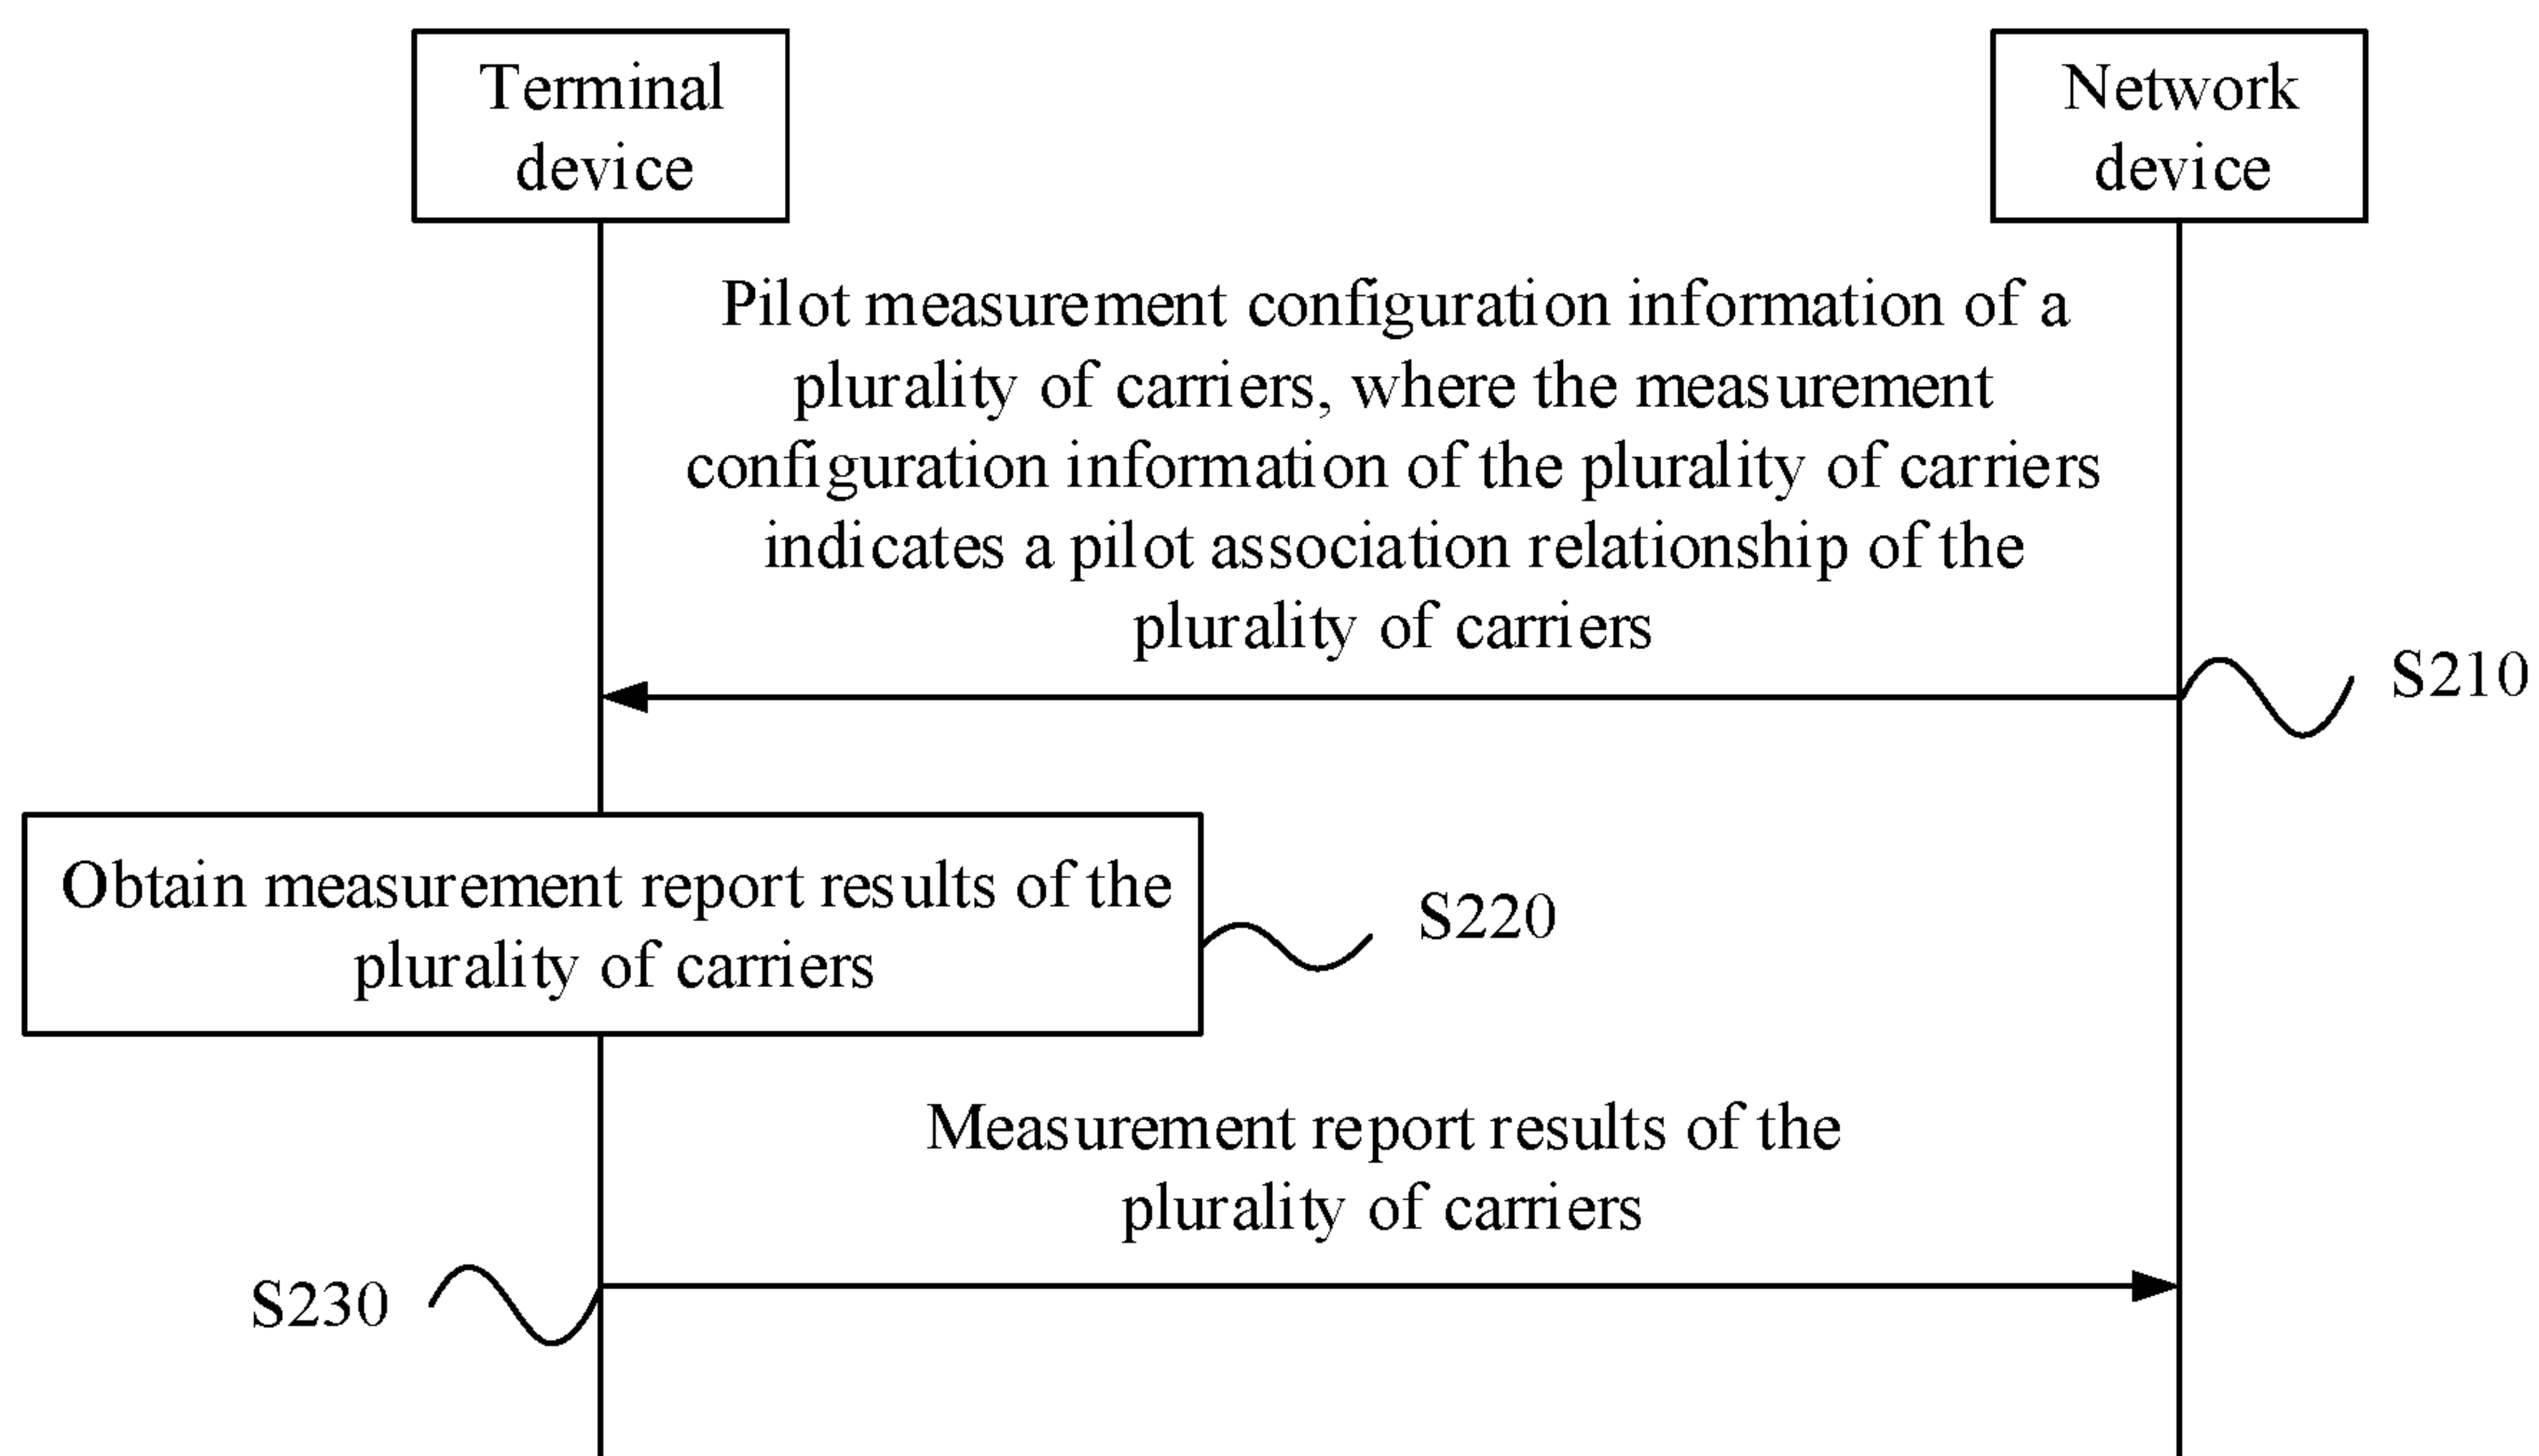 Terminal
device
Network
device
Pilot measurement configuration information of a
plurality of carriers, where the measurement
configuration information of the plurality of carriers
indicates a pilot association relationship of the
plurality of carriers
S210
Obtain measurement report results of the
plurality of carriers
S220
Measurement report results of the
plurality of carriers
S230